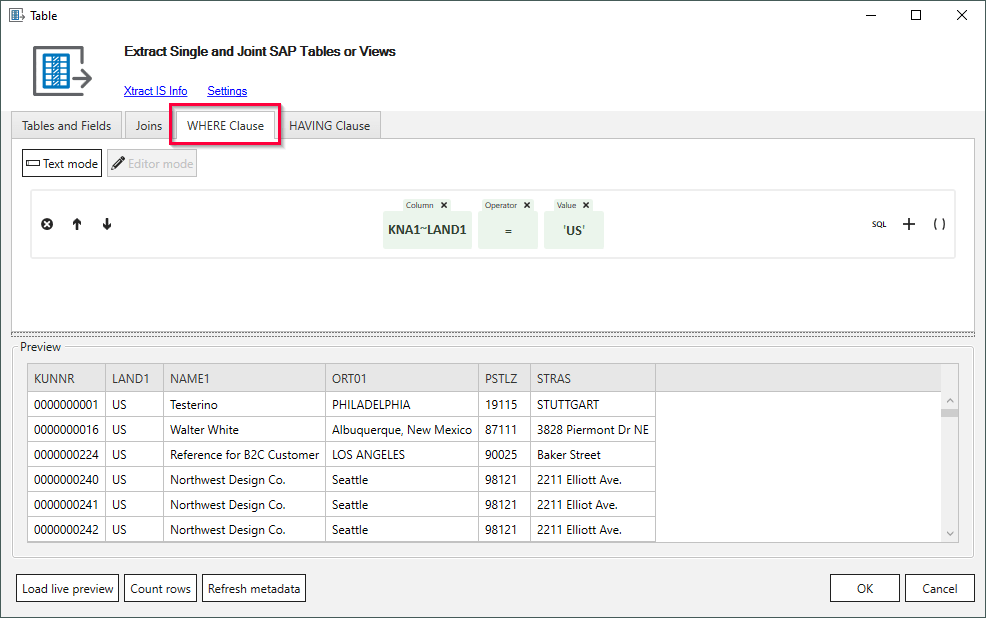 Table
Extract Single and Joint SAP Tables or Views
Xtract IS Info Settings
Tables and Fields Joins WHERE Clause HAVING Clause
Text mode Editor mode
Column Operator Value
KNA1~LAND1 = 'US' SQL + ( )
Preview
KUNNR LAND1 NAME1 ORT01 PSTLZ STRAS
0000000001 US Testerino PHILADELPHIA 19115 STUTTGART
0000000016 US Walter White Albuquerque, New Mexico 87111 3828 Piermont Dr NE
0000000224 US Reference for B2C Customer LOS ANGELES 90025 Baker Street
0000000240 US Northwest Design Co. Seattle 98121 2211 Elliott Ave.
0000000241 US Northwest Design Co. Seattle 98121 2211 Elliot Ave.
0000000242 US Northwest Design Co. Seattle 98121 2211 Elliott Ave.
Load live preview Count rows Refresh metadata OK Cancel